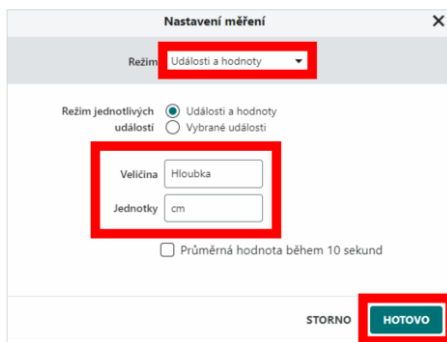 Nastavení měření
Režim Události a hodnoty
Režim jednotlivých Události a hodnoty
událostí Vybrané události
Veličina Hloubka
Jednotky cm
Průměrná hodnota během 10 sekund
STORNO HOTOVO